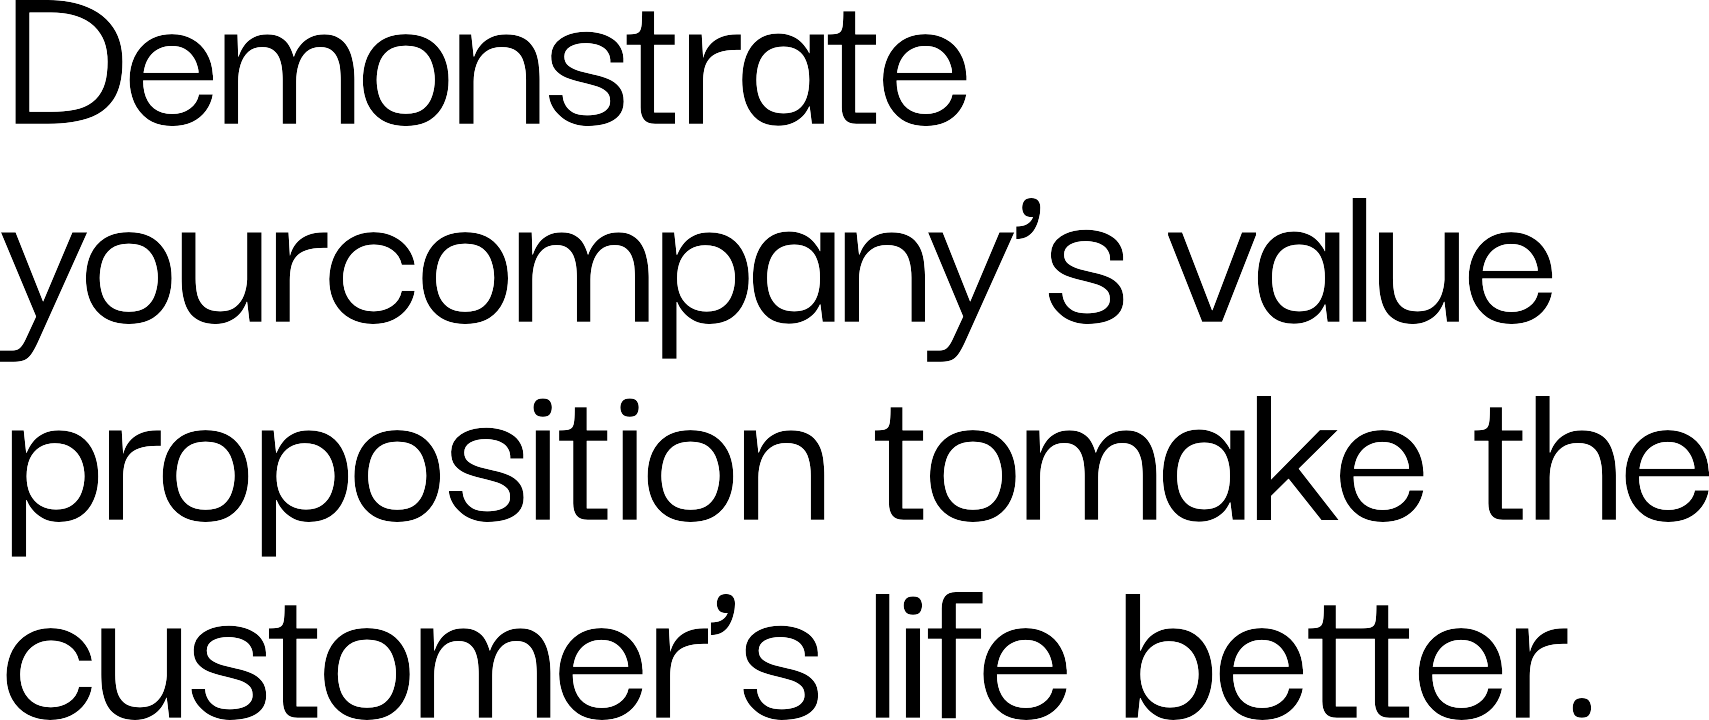 Demonstrate
yourcompany’s value
proposition tomake the
customer’s life better.